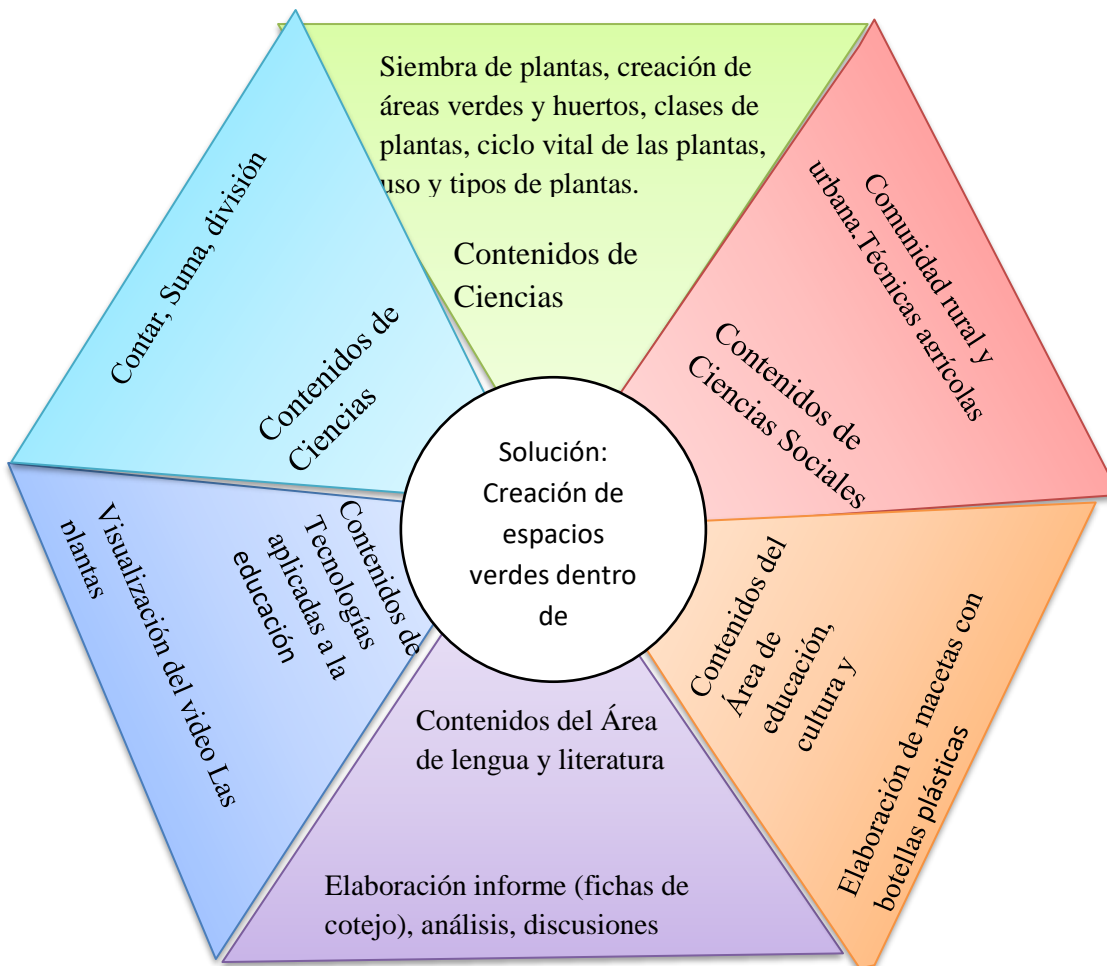 Siembra de plantas, creación de
áreas verdes y huertos, clases de
plantas, ciclo vital de las plantas,
uso y tipos de plantas.
Contenidos de
Ciencias
Comunidad rural y
urbana.Técnicas agrícolas
Contenidos de
Ciencias Sociales
Contenidos del
Área de
educación,
cultura y
Elaboración de macetas con
botellas plásticas
Contenidos del Área
de lengua y literatura
Elaboración informe (fichas de
cotejo), análisis, discusiones
Contenidos de
Tecnologías
aplicadas a la
educación
Visualización del video Las
plantas
Contar, Suma, división
Contenidos de
Ciencias
Solución:
Creación de
espacios
verdes dentro
de